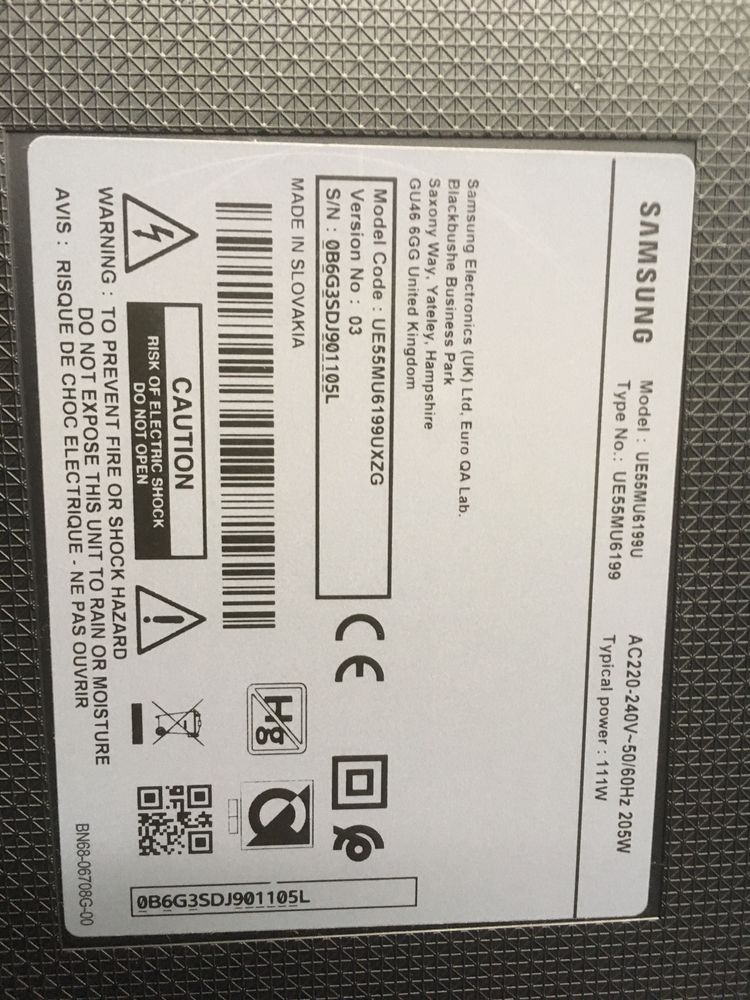 SAMSUNG
Model : UE55MU6199U
Type No.: UE55MU6199
AC220-240V~50/60Hz 205W
Typical power : 111W
Samsung Electronics (UK) Ltd, Euro QA Lab.
Blackbushe Business Park
Saxony Way, Yateley, Hampshire
GU46 6GG United Kingdom
Model Code : UE55MU6199UXZG
Version No : 03
S/N : 0B6G3SDJ901105L
MADE IN SLOVAKIA
CE
Hg
CAUTION
RISK OF ELECTRIC SHOCK
DO NOT OPEN
WARNING : TO PREVENT FIRE OR SHOCK HAZARD
DO NOT EXPOSE THIS UNIT TO RAIN OR MOISTURE
AVIS : RISQUE DE CHOC ELECTRIQUE - NE PAS OUVRIR
0B6G3SDJ901105L
BN68-06708G-00